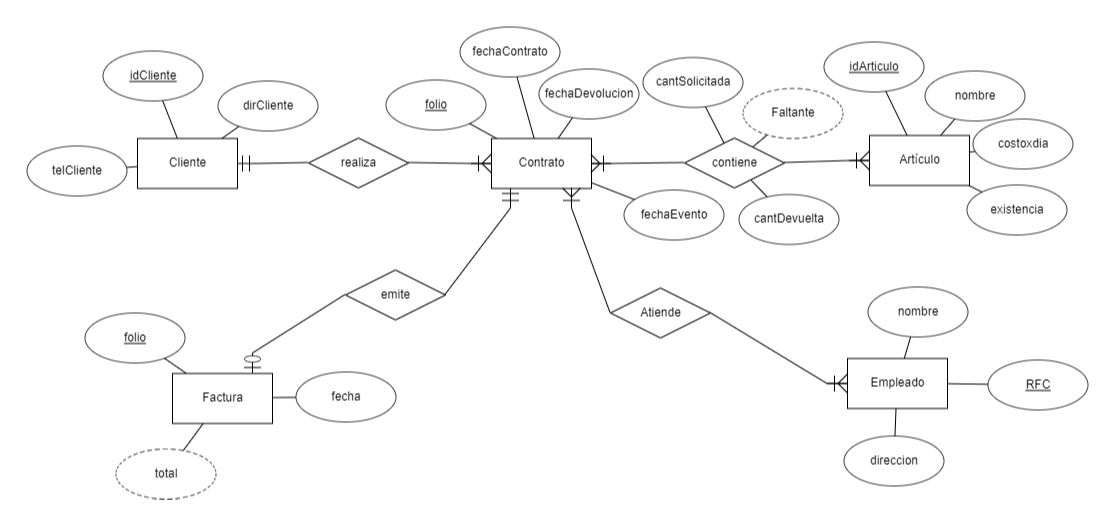 fechaContrato
idCliente
idArticulo
cantSolicitada
fechaDevolucion
nombre
dirCliente
folio
Faltante
costoxdia
Cliente
realiza
Contrato
contiene
Artículo
telCliente
existencia
fechaEvento
cantDevuelta
emite
Atiende
nombre
folio
Empleado
RFC
Factura
fecha
direccion
total